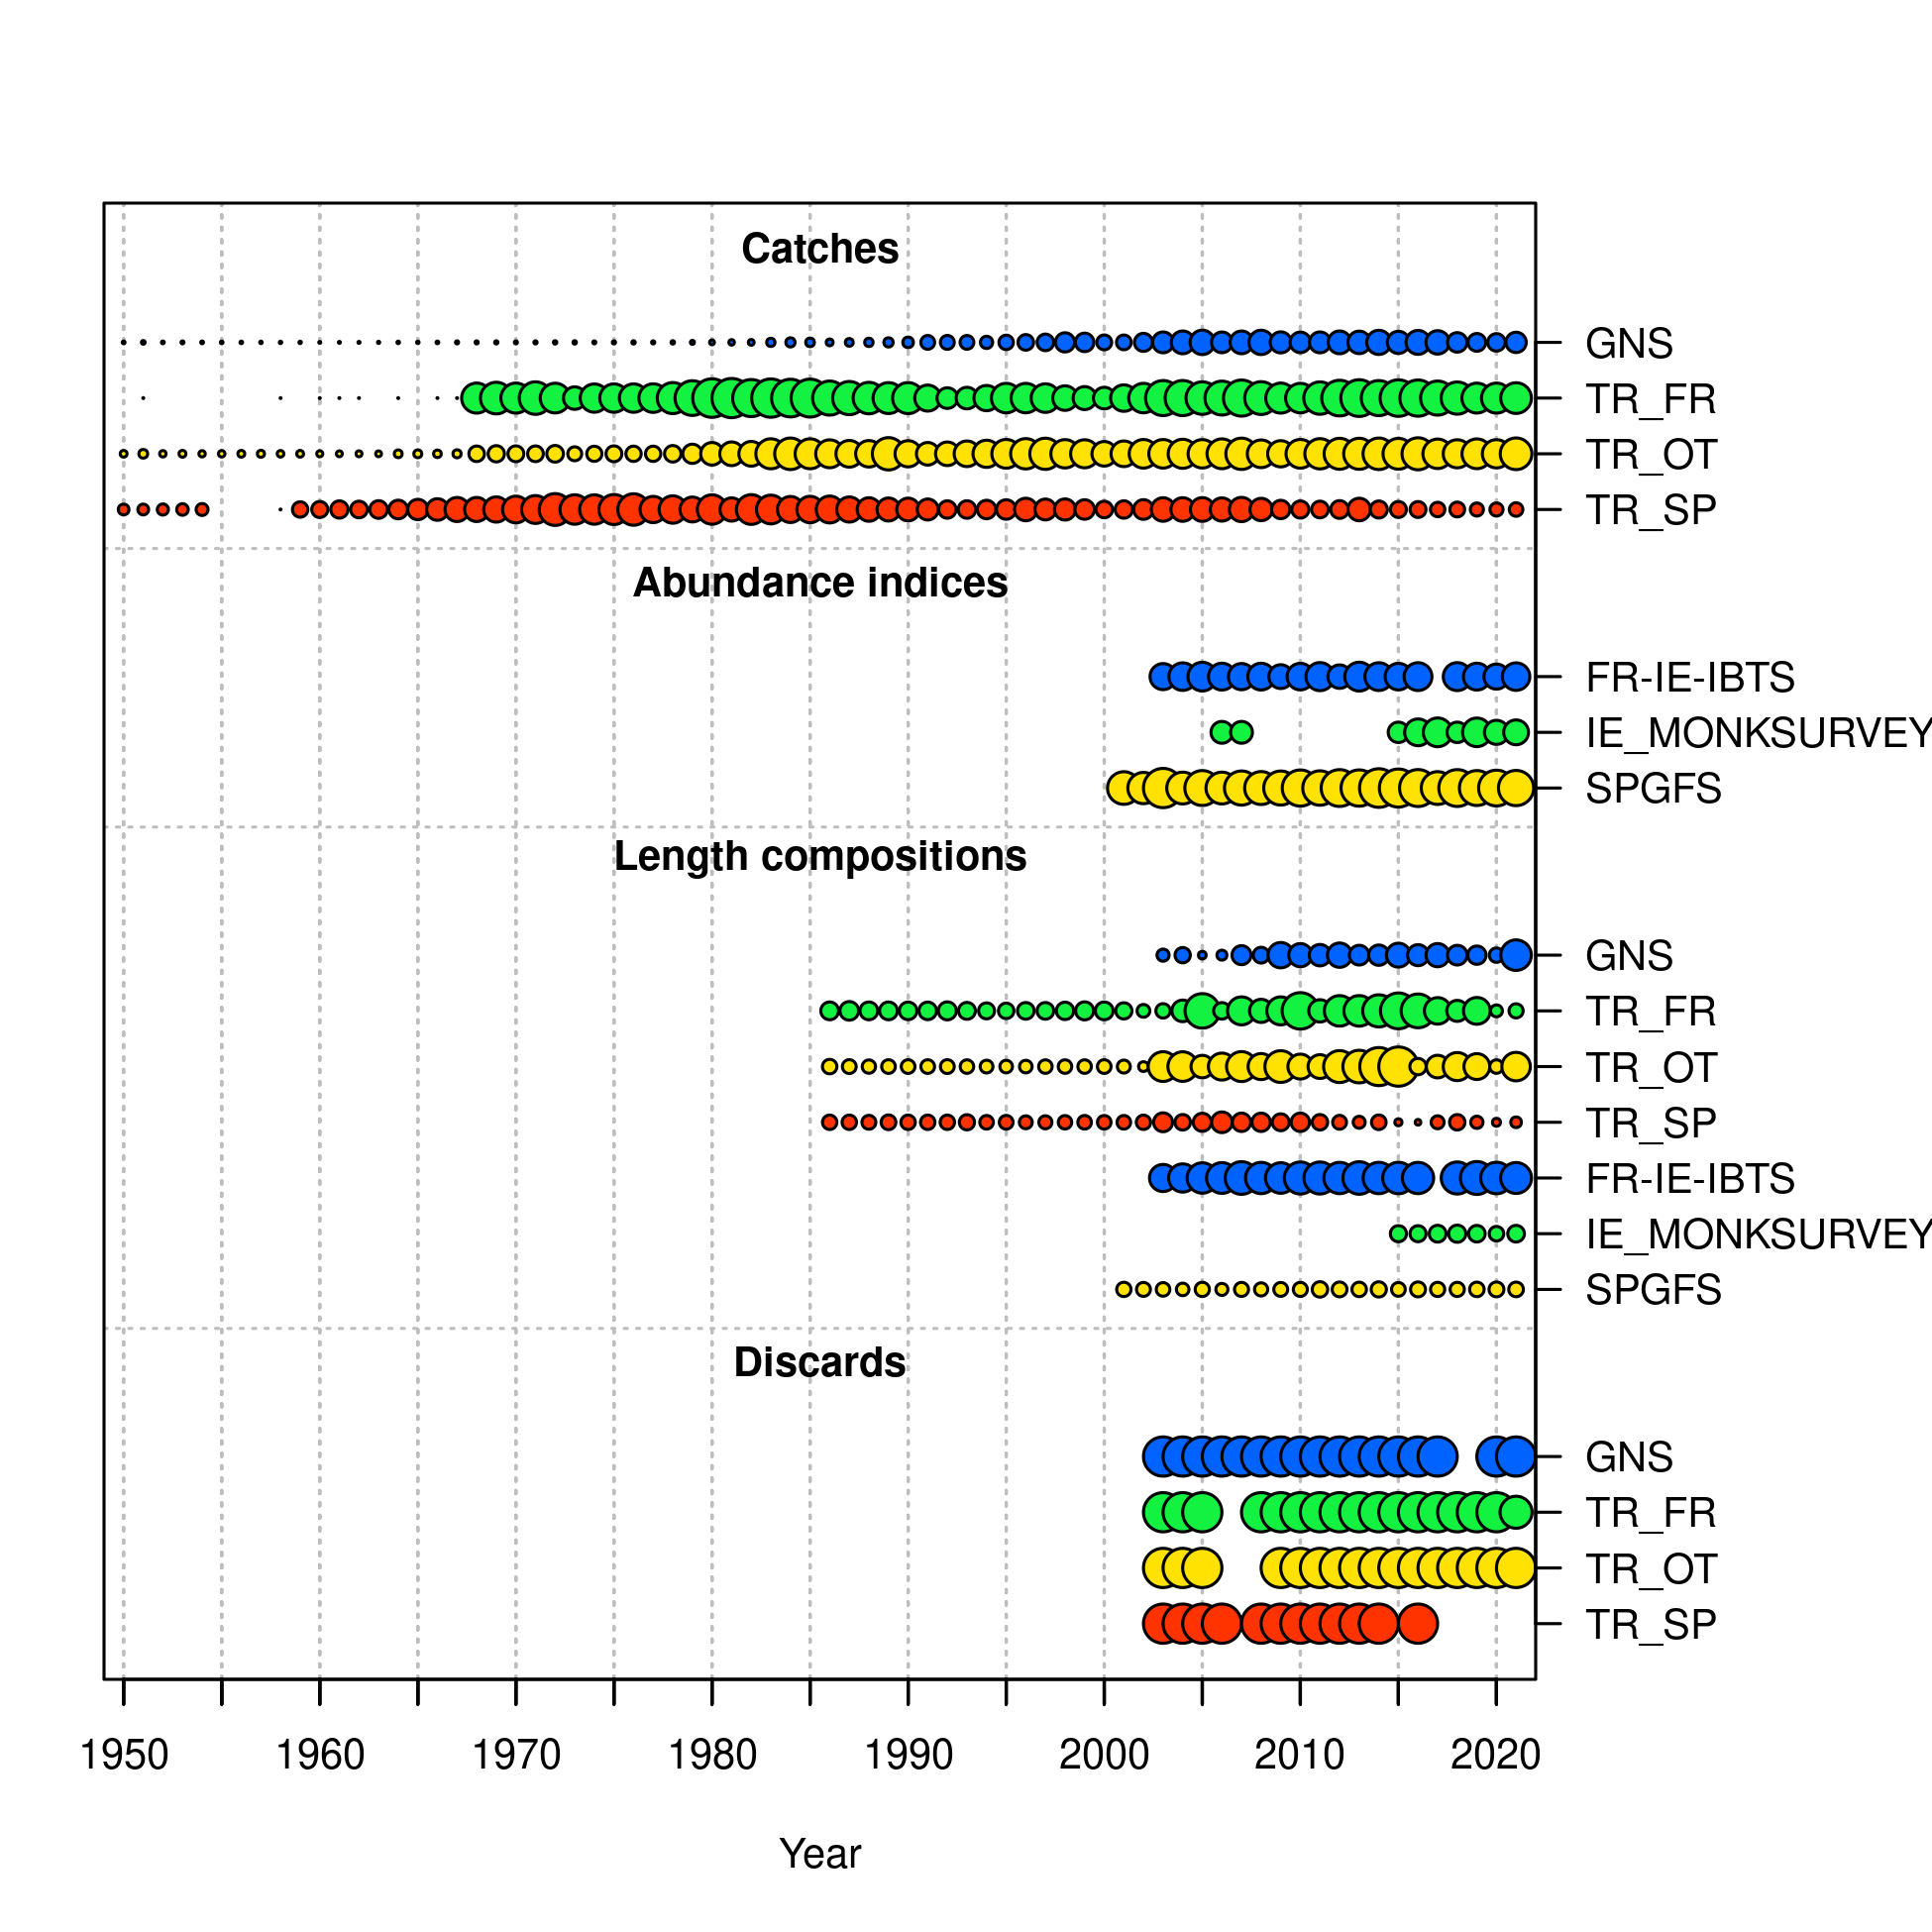 Catches
GNS
TR_FR
TR_OT
TR_SP
Abundance indices
FR-IE-IBTS
IE_MONKSURVEY
SPGFS
Length compositions
GNS
TR_FR
TR_OT
TR_SP
FR-IE-IBTS
IE_MONKSURVEY
SPGFS
Discards
GNS
TR_FR
TR_OT
TR_SP
1950 1960 1970 1980 1990 2000 2010 2020
Year